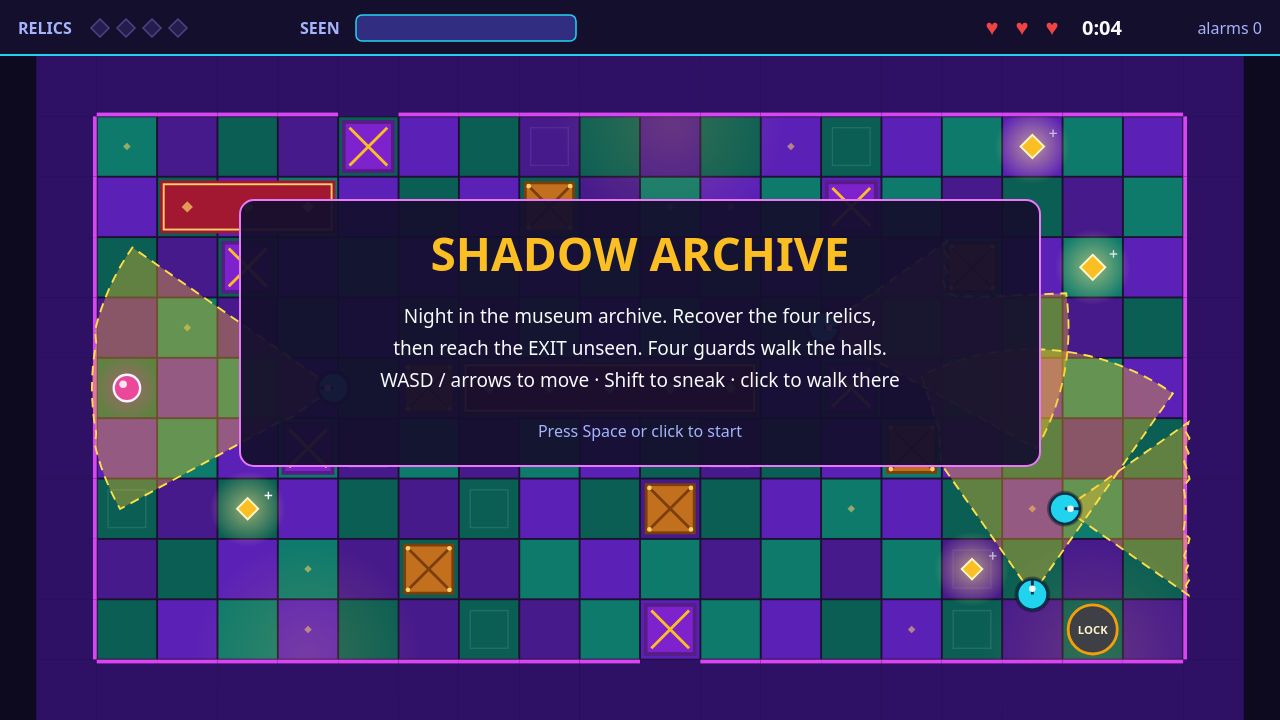 RELICS SEEN ♥ ♥ ♥ 0:04 alarms 0
SHADOW ARCHIVE
Night in the museum archive. Recover the four relics,
then reach the EXIT unseen. Four guards walk the halls.
WASD / arrows to move · Shift to sneak · click to walk there
Press Space or click to start
LOCK